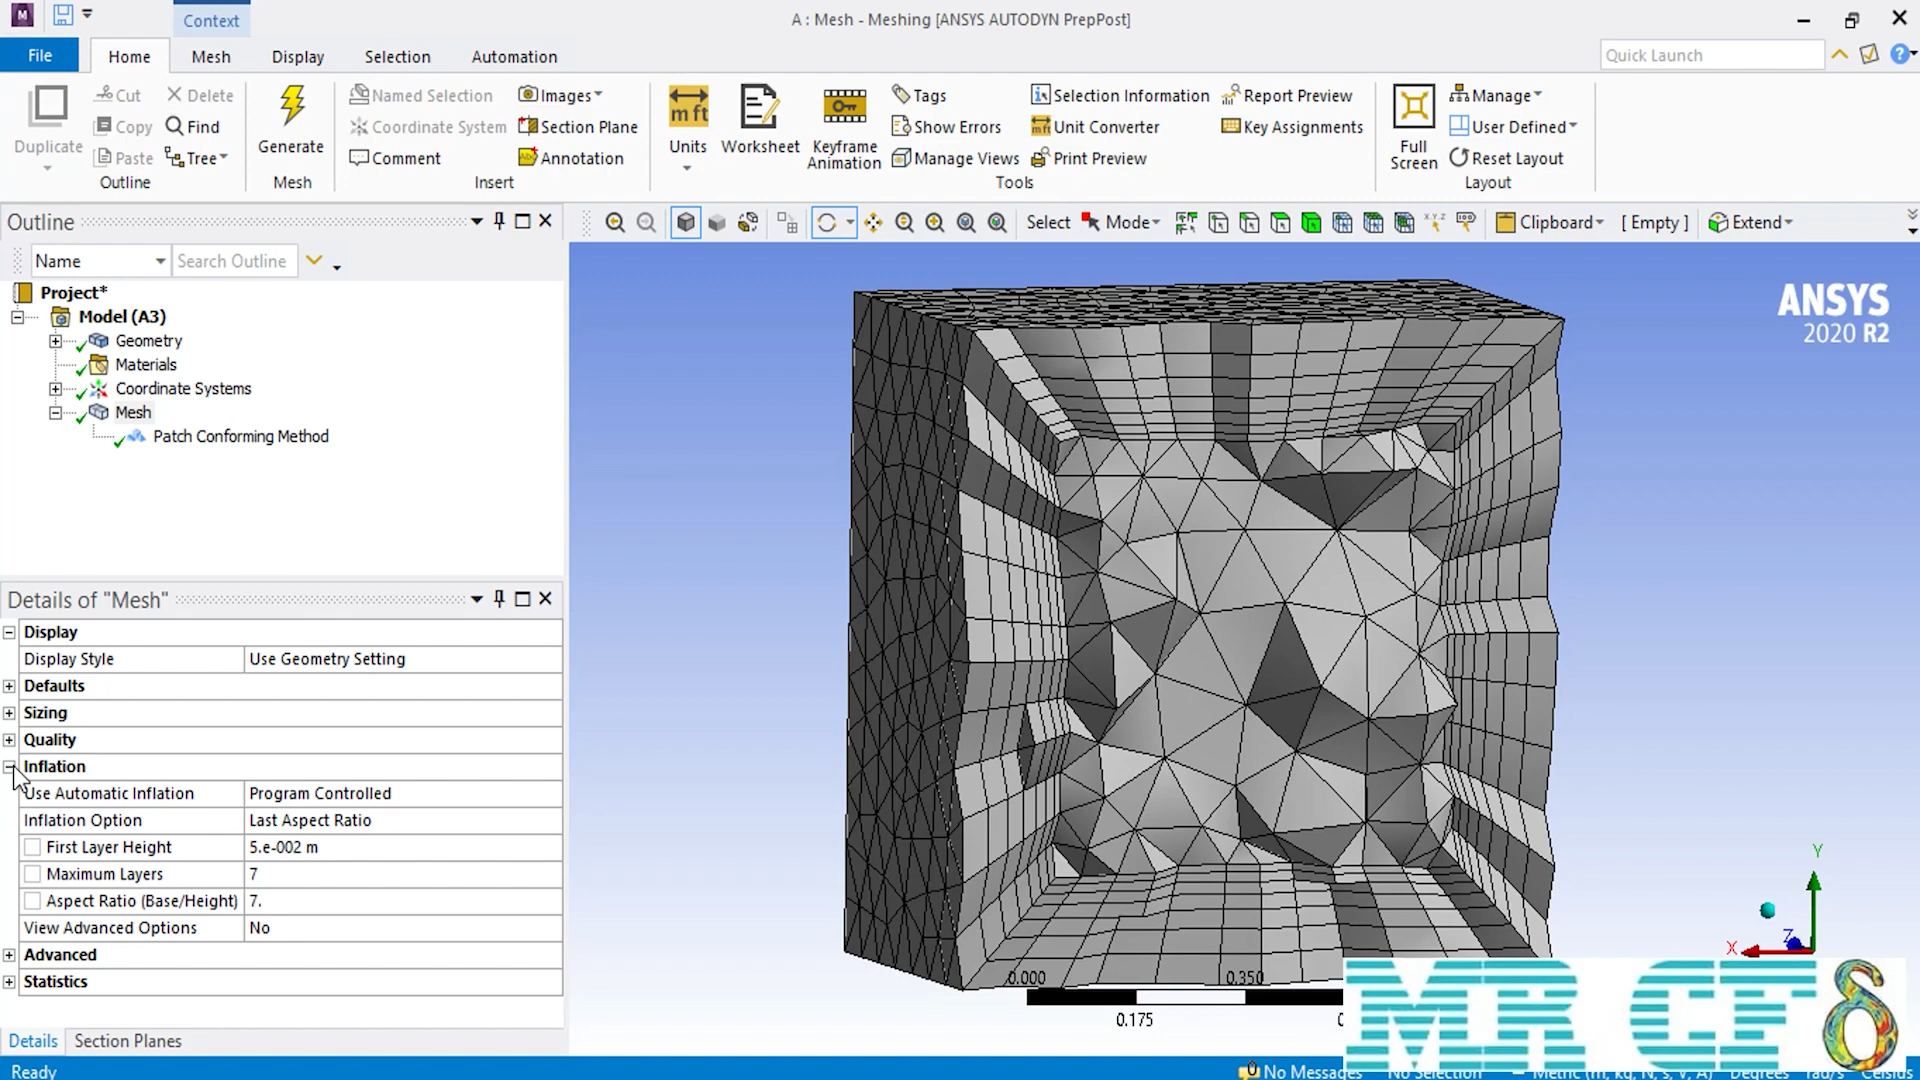 Context
A : Mesh - Meshing [ANSYS AUTODYN PrepPost]
File Home Mesh Display Selection Automation Quick Launch
Duplicate Cut Delete
Copy Find
Paste Tree
Outline
Generate
Mesh
Named Selection Images
Coordinate System Section Plane
Comment Annotation
Insert
Units Worksheet Keyframe Animation
Tags Selection Information Report Preview
Show Errors Unit Converter Key Assignments
Manage Views Print Preview
Tools
Full Screen
Manage
User Defined
Reset Layout
Layout
Outline
Name Search Outline
Select Mode Clipboard [ Empty ] Extend
Project*
Model (A3)
Geometry
Materials
Coordinate Systems
Mesh
Patch Conforming Method
Details of "Mesh"
Display
Display Style Use Geometry Setting
Defaults
Sizing
Quality
Inflation
Use Automatic Inflation Program Controlled
Inflation Option Last Aspect Ratio
First Layer Height 5.e-002 m
Maximum Layers 7
Aspect Ratio (Base/Height) 7.
View Advanced Options No
Advanced
Statistics
Details Section Planes
ANSYS
2020 R2
Y
X
Z
0.000 0.350
0.175
MR CF
Ready
No Messages No Selection Metric (m, kg, N, s, V, A) Degrees rad/s Celsius